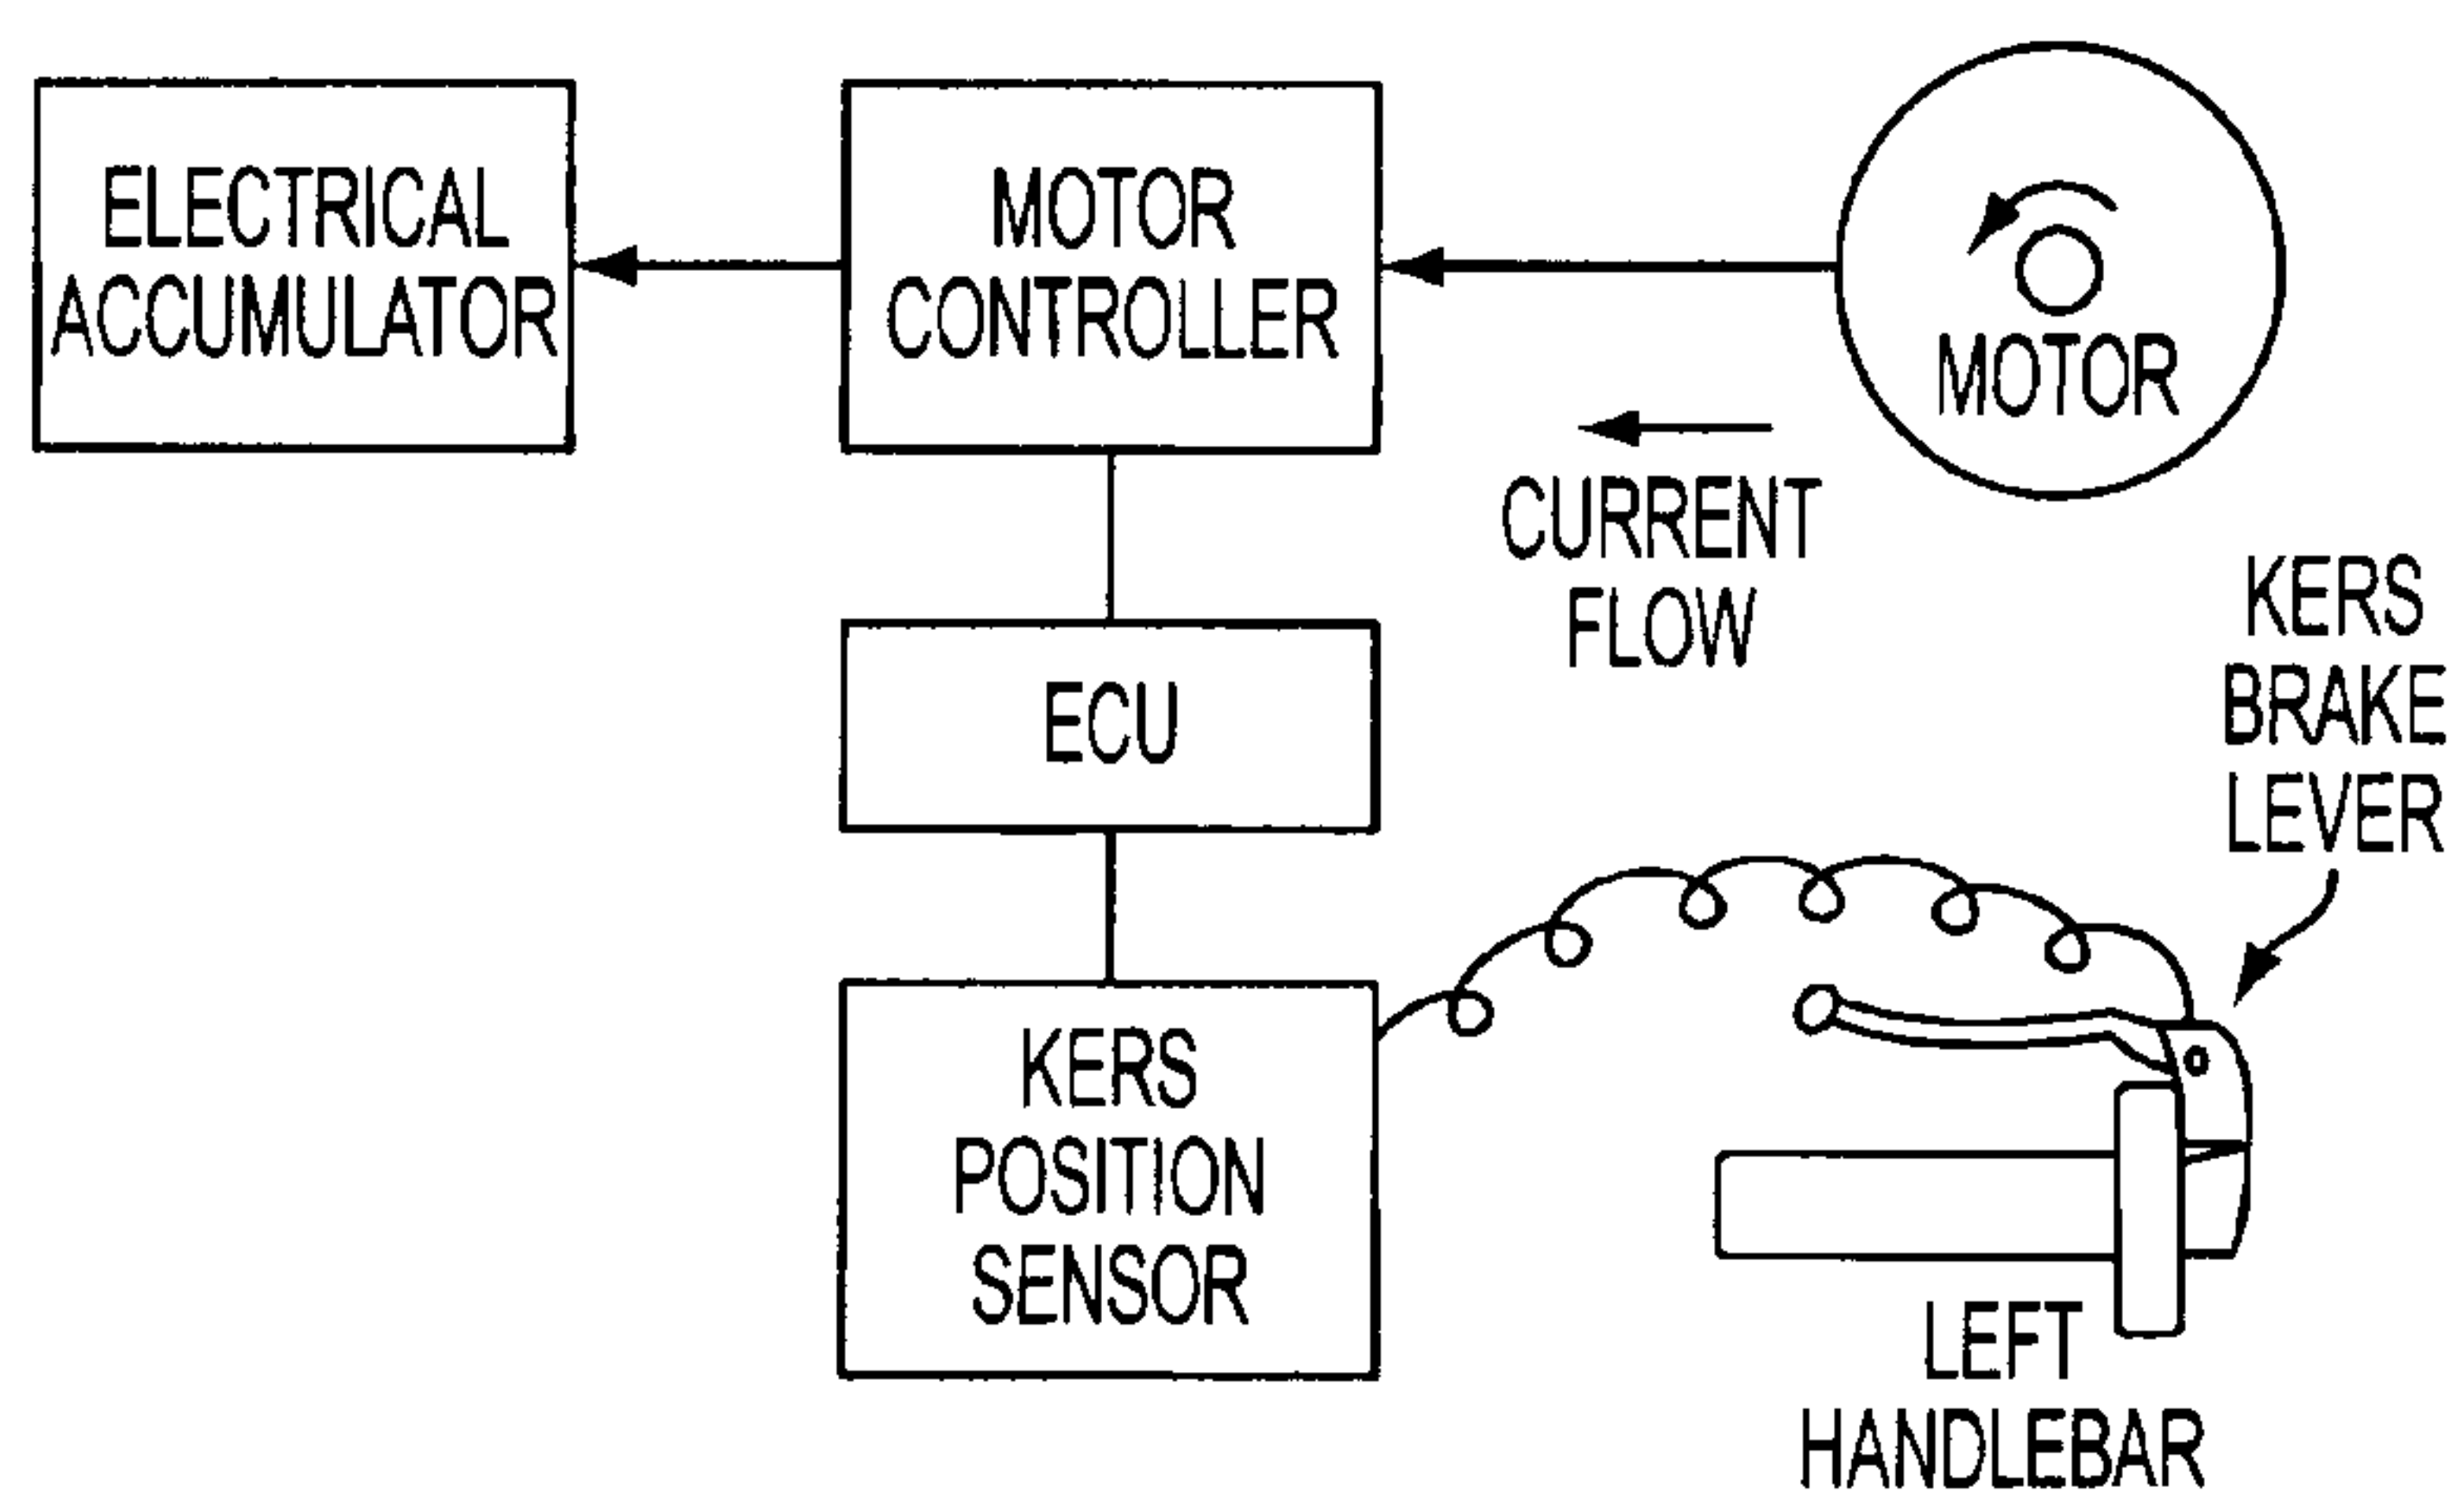 ELECTRICAL
ACCUMULATOR
MOTOR
CONTROLLER
MOTOR
CURRENT
FLOW
ECU
KERS
BRAKE
LEVER
KERS
POSITION
SENSOR
LEFT
HANDLEBAR